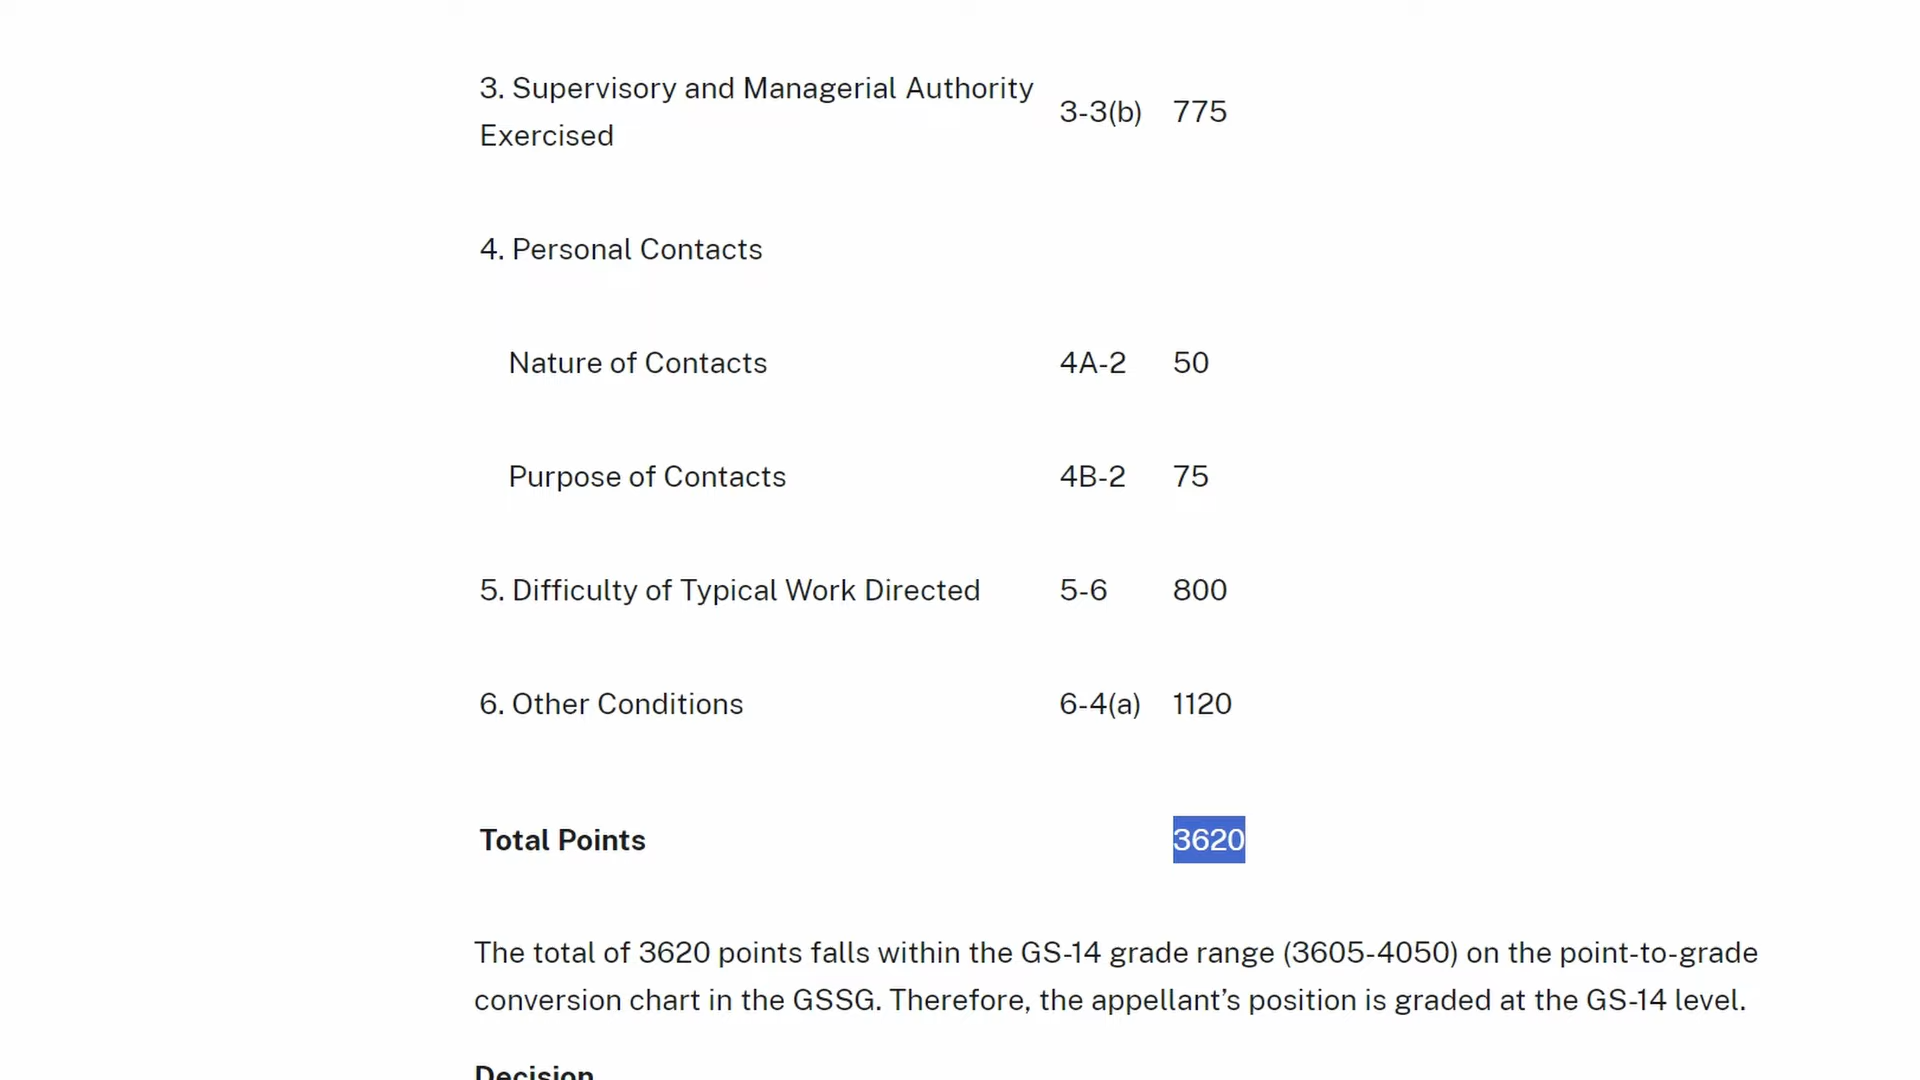 3. Supervisory and Managerial Authority
Exercised
3-3(b) 775
4. Personal Contacts
Nature of Contacts 4A-2 50
Purpose of Contacts 4B-2 75
5. Difficulty of Typical Work Directed 5-6 800
6. Other Conditions 6-4(a) 1120
Total Points 3620
The total of 3620 points falls within the GS-14 grade range (3605-4050) on the point-to-grade
conversion chart in the GSSG. Therefore, the appellant’s position is graded at the GS-14 level.
Decision